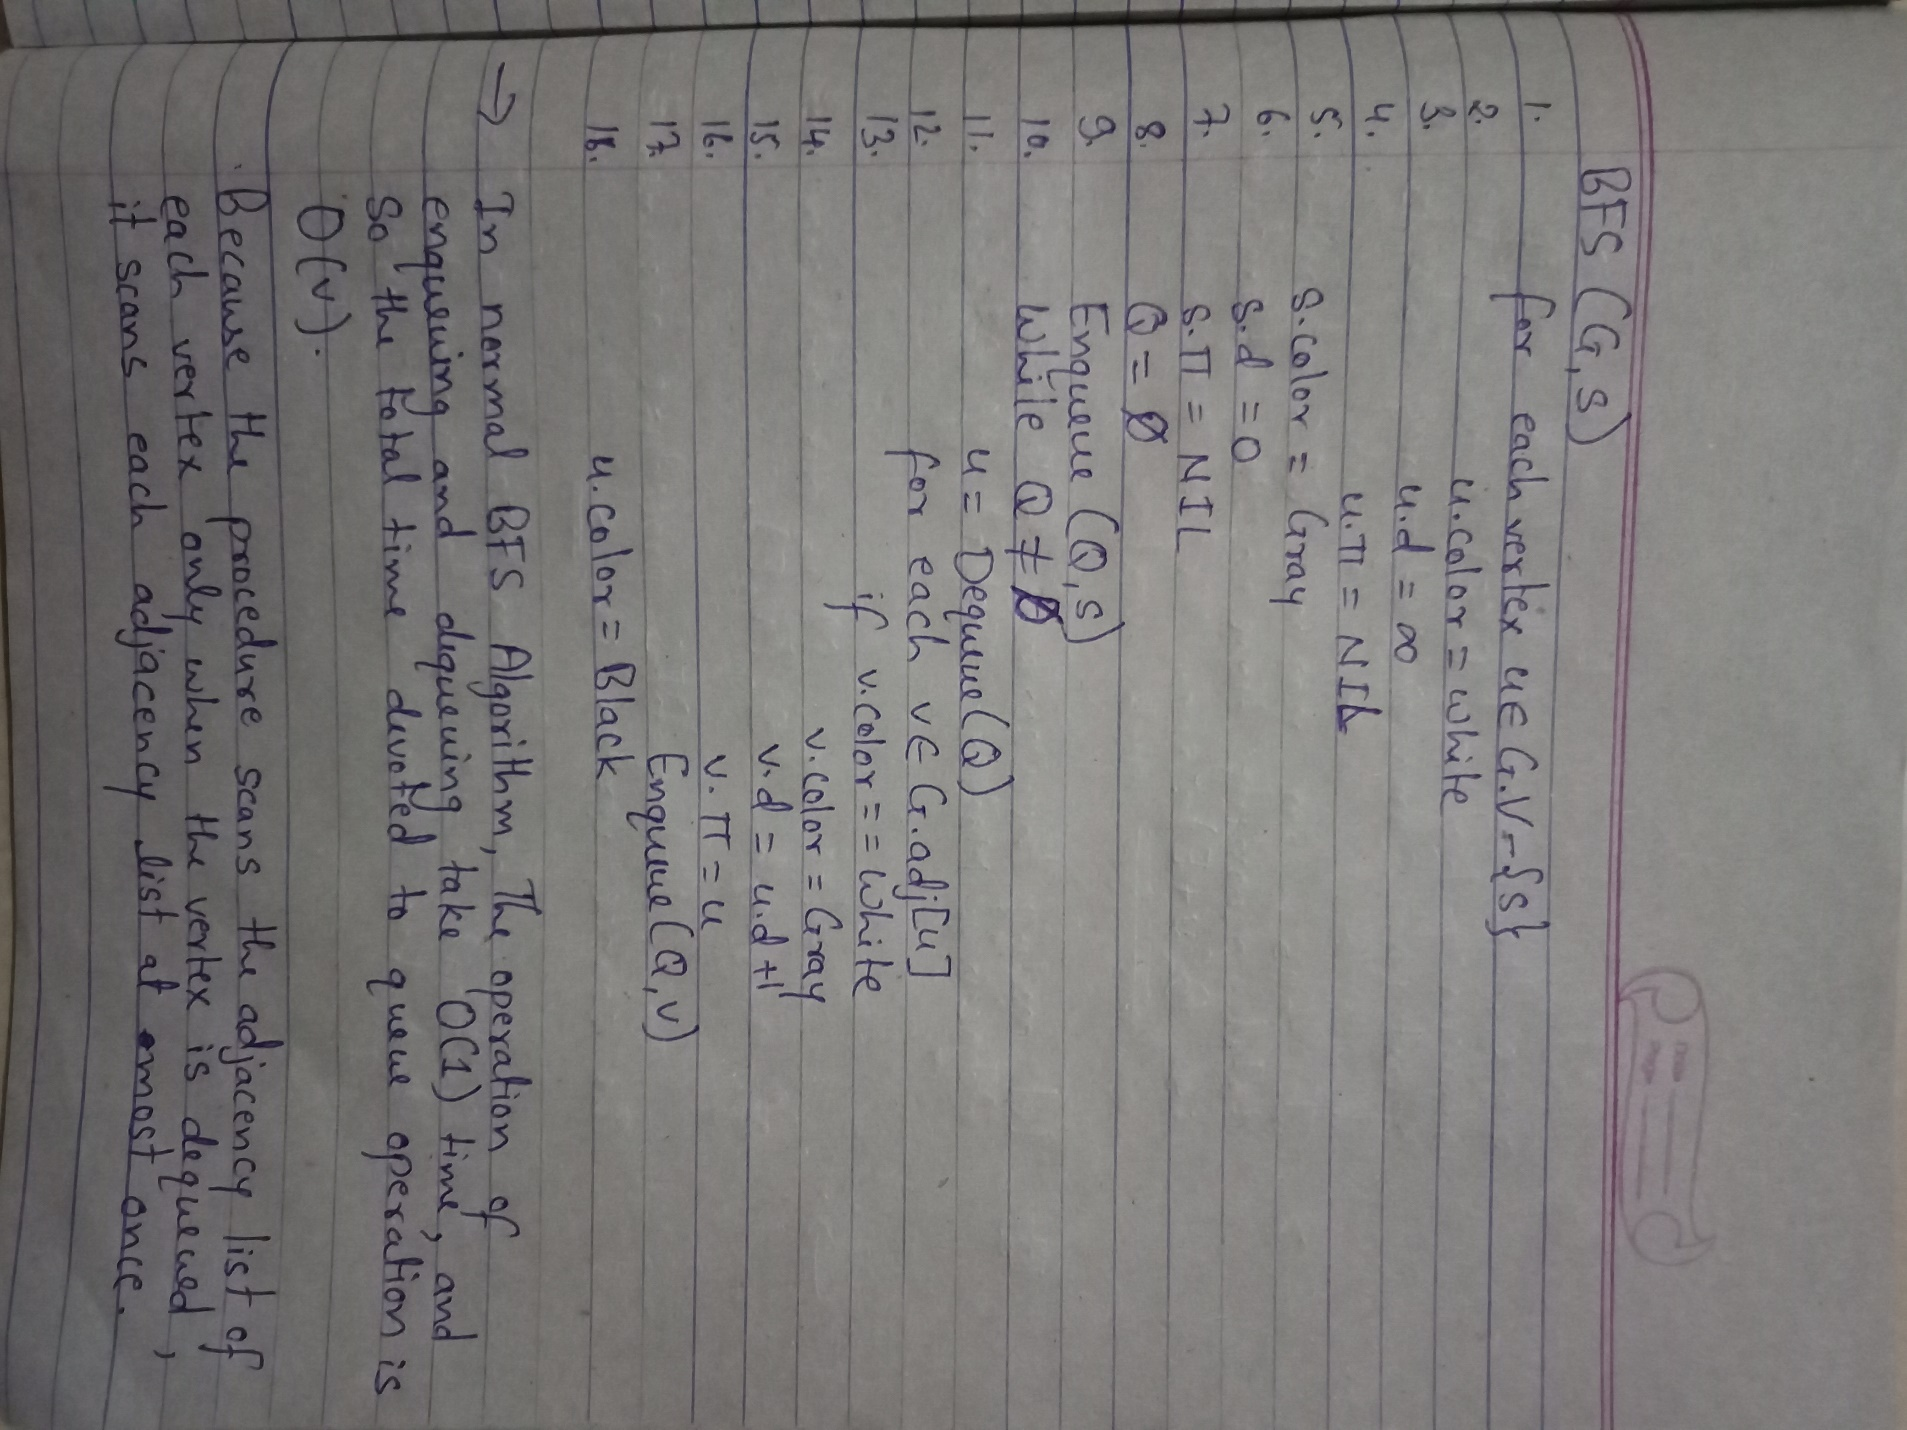 BFS (G, s)
1. for each vertex u ∈ G.V - {s}
2. u.color = white
3. u.d = ∞
4. u.π = NIL
5. s.color = Gray
6. s.d = 0
7. s.π = NIL
8. Q = Ø
9. Enqueue (Q, s)
10. While Q ≠ Ø
11. u = Dequeue (Q)
12. for each v ∈ G.adj[u]
13. if v.color == white
14. v.color = Gray
15. v.d = u.d + 1
16. v.π = u
17. Enqueue (Q, v)
18. u.color = Black
→ In normal BFS Algorithm, The operation of
enqueuing and dequeuing take O(1) time, and
So the total time devoted to queue operation is
O(v).
. Because the procedure scans the adjacency list of
each vertex only when the vertex is dequeued,
it scans each adjacency list at most once.
Date
Page